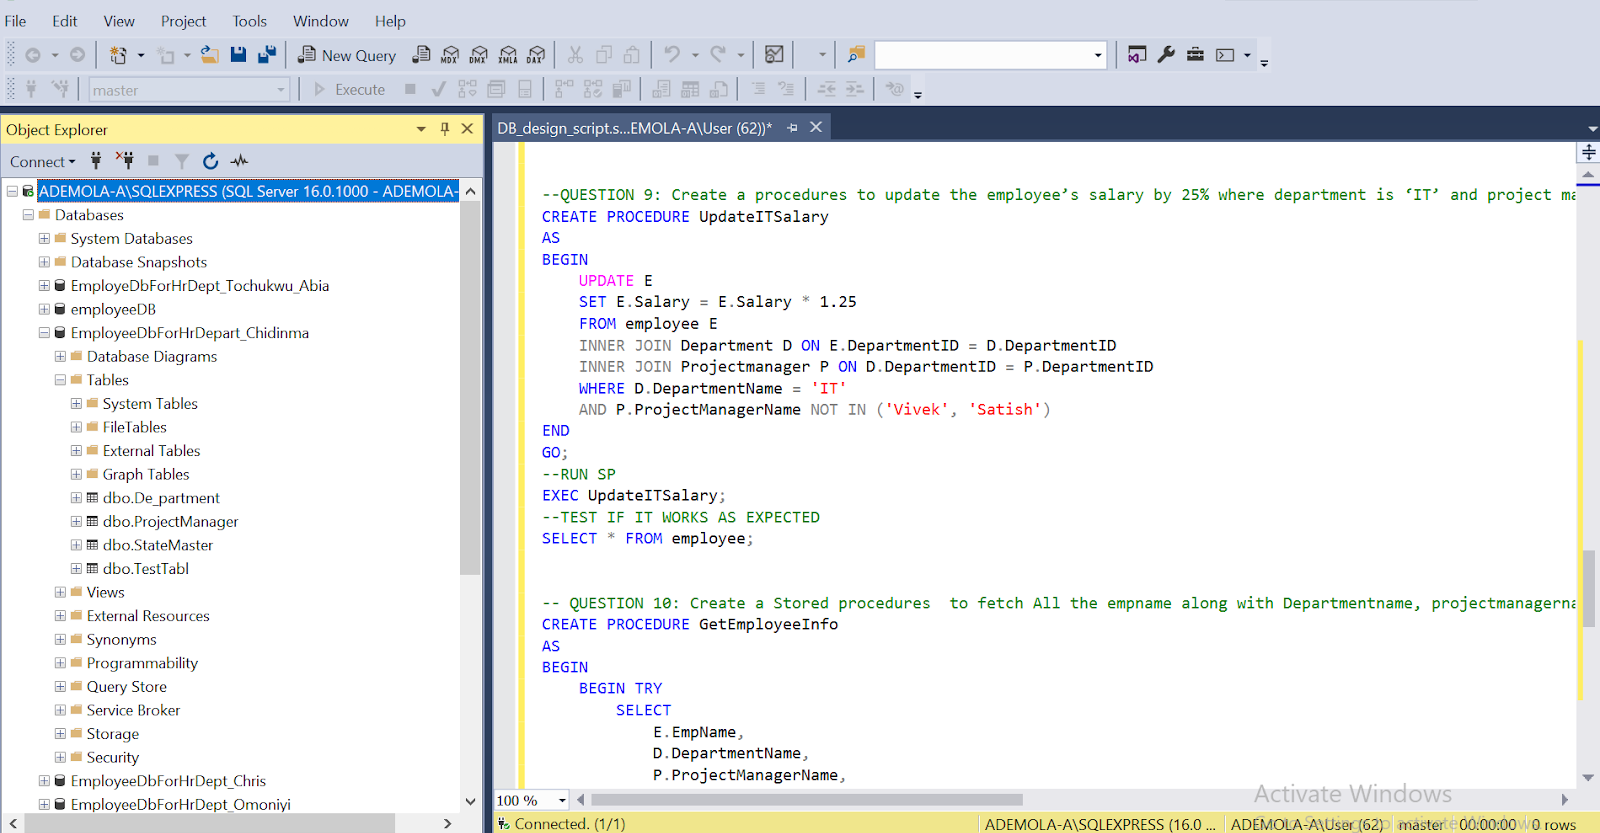 File Edit View Project Tools Window Help
New Query MDX DMX XMLA DAX
master Execute
Object Explorer
DB_design_script.s...EMOLA-A\User (62))*
Connect
ADEMOLA-A\SQLEXPRESS (SQL Server 16.0.1000 - ADEMOLA-
Databases
System Databases
Database Snapshots
EmployeDbForHrDept_Tochukwu_Abia
employeeDB
EmployeeDbForHrDepart_Chidinma
Database Diagrams
Tables
System Tables
FileTables
External Tables
Graph Tables
dbo.De_partment
dbo.ProjectManager
dbo.StateMaster
dbo.TestTabl
Views
External Resources
Synonyms
Programmability
Query Store
Service Broker
Storage
Security
EmployeeDbForHrDept_Chris
EmployeeDbForHrDept_Omoniyi
--QUESTION 9: Create a procedures to update the employee’s salary by 25% where department is ‘IT’ and project ma
CREATE PROCEDURE UpdateITSalary
AS
BEGIN
UPDATE E
SET E.Salary = E.Salary * 1.25
FROM employee E
INNER JOIN Department D ON E.DepartmentID = D.DepartmentID
INNER JOIN Projectmanager P ON D.DepartmentID = P.DepartmentID
WHERE D.DepartmentName = 'IT'
AND P.ProjectManagerName NOT IN ('Vivek', 'Satish')
END
GO;
--RUN SP
EXEC UpdateITSalary;
--TEST IF IT WORKS AS EXPECTED
SELECT * FROM employee;
-- QUESTION 10: Create a Stored procedures  to fetch All the empname along with Departmentname, projectmanagerna
CREATE PROCEDURE GetEmployeeInfo
AS
BEGIN
BEGIN TRY
SELECT
E.EmpName,
D.DepartmentName,
P.ProjectManagerName,
Activate Windows
100 %
Connected. (1/1) ADEMOLA-A\SQLEXPRESS (16.0 ... ADEMOLA-A\User (62) master 00:00:00 0 rows